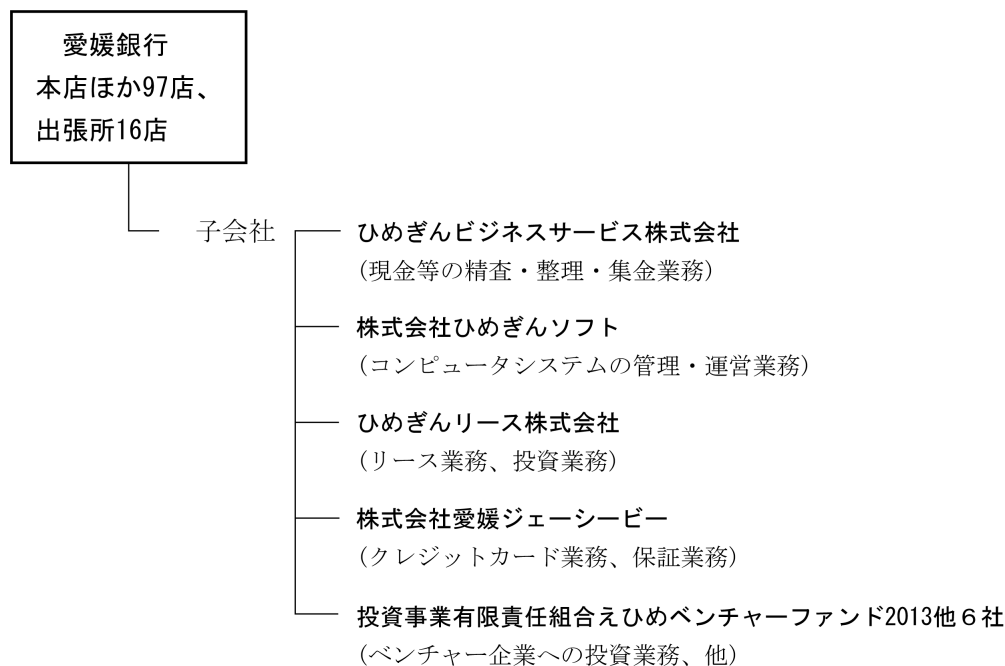 愛媛銀行
本店ほか97店、
出張所16店
子会社
ひめぎんビジネスサービス株式会社
(現金等の精査・整理・集金業務)
株式会社ひめぎんソフト
(コンピュータシステムの管理・運営業務)
ひめぎんリース株式会社
(リース業務、投資業務)
株式会社愛媛ジェーシービー
(クレジットカード業務、保証業務)
投資事業有限責任組合えひめベンチャーファンド2013他６社
(ベンチャー企業への投資業務、他)